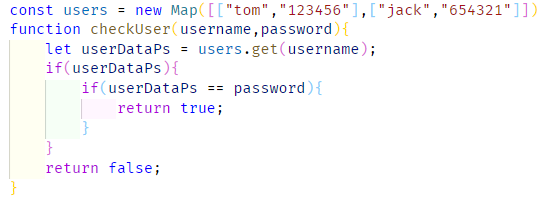 const users = new Map([["tom","123456"],["jack","654321"]])
function checkUser(username,password){
    let userDataPs = users.get(username);
    if(userDataPs){
        if(userDataPs == password){
            return true;
        }
    }
    return false;
}